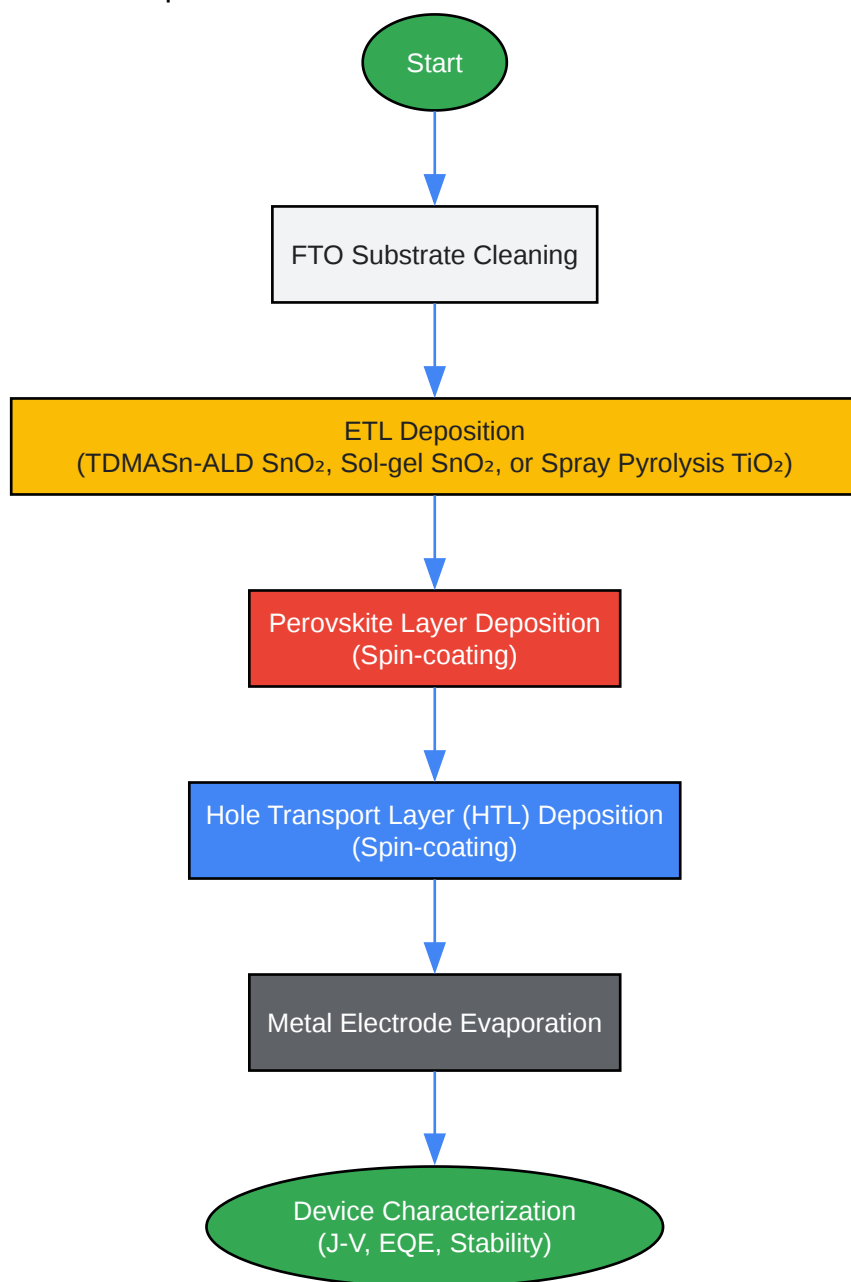 Start
FTO Substrate Cleaning
ETL Deposition
(TDMASn-ALD SnO₂, Sol-gel SnO₂, or Spray Pyrolysis TiO₂)
Perovskite Layer Deposition
(Spin-coating)
Hole Transport Layer (HTL) Deposition
(Spin-coating)
Metal Electrode Evaporation
Device Characterization
(J-V, EQE, Stability)